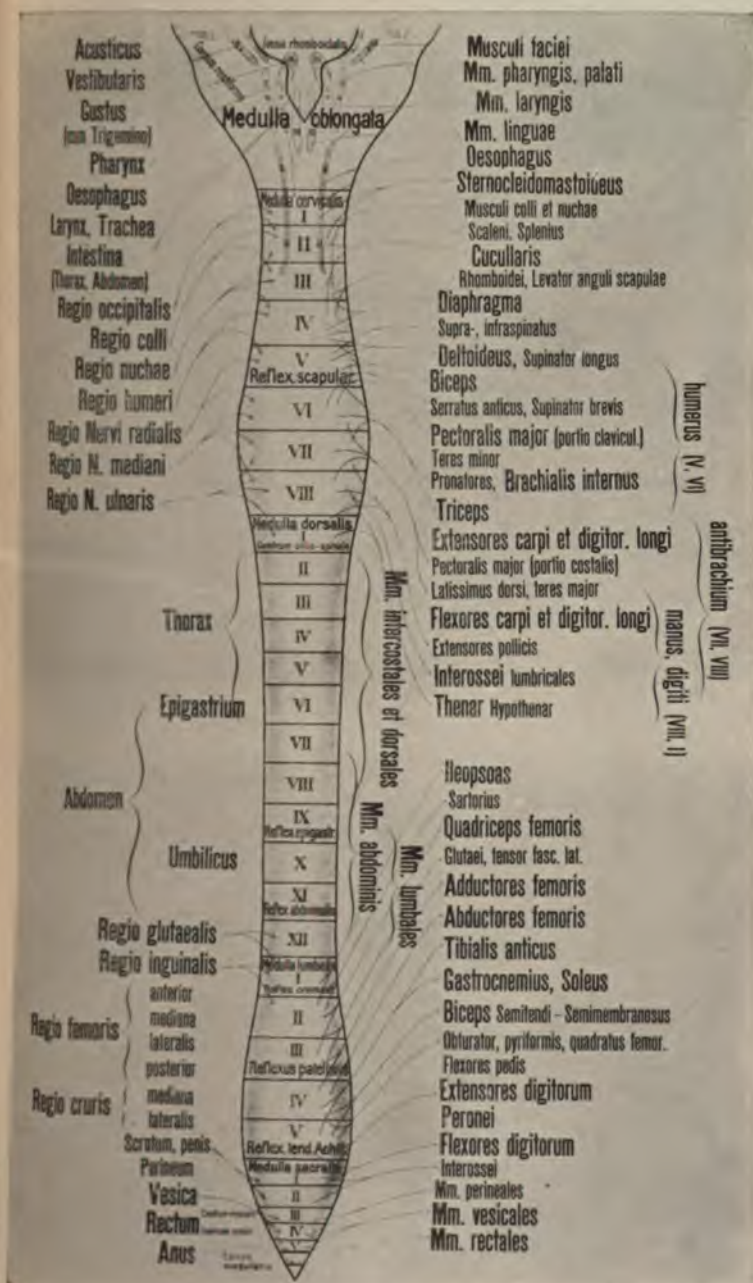 Acusticus
Vestibularis
Gustus
(cum Trigemino)
Pharynx
Oesophagus
Larynx, Trachea
Intestina
(Thorax, Abdomen)
Regio occipitalis
Regio colli
Regio nuchae
Regio humeri
Regio Nervi radialis
Regio N. mediani
Regio N. ulnaris
Thorax
Epigastrium
Abdomen
Umbilicus
Regio glutaealis
Regio inguinalis
Regio femoris
anterior
mediana
lateralis
posterior
Regio cruris
mediana
lateralis
Scrotum, penis
Perineum
Vesica
Rectum
Anus
rhomboidalis
Medulla oblongata
Medulla cervicalis
I
II
III
IV
V
Reflex. scapular.
VI
VII
VIII
Medulla dorsalis
I
II
III
IV
V
VI
VII
VIII
IX
Reflex. epigastr.
X
XI
Reflex. abdominalis
XII
Medulla lumbalis
I
II
III
Reflexus patellaris
IV
V
Reflex. tend. Achill.
Medulla sacralis
I
II
III
IV
V
Mm. intercostales et dorsales
Mm. abdominis
Mm. lumbales
Musculi faciei
Mm. pharyngis, palati
Mm. laryngis
Mm. linguae
Oesophagus
Sternocleidomastoideus
Musculi colli et nuchae
Scaleni, Splenius
Cucullaris
Rhomboidei, Levator anguli scapulae
Diaphragma
Supra-, infraspinatus
Deltoideus, Supinator longus
Biceps
Serratus anticus, Supinator brevis
Pectoralis major (portio clavicul.)
Teres minor
Pronatores, Brachialis internus
Triceps
Extensores carpi et digitor. longi
Pectoralis major (portio costalis)
Latissimus dorsi, teres major
Flexores carpi et digitor. longi
Extensores pollicis
Interossei lumbricales
Thenar Hypothenar
humerus (V, VI)
antibrachium (VII, VIII)
manus, digiti (VIII, I)
Ileopsoas
Sartorius
Quadriceps femoris
Glutaei, tensor fasc. lat.
Adductores femoris
Abductores femoris
Tibialis anticus
Gastrocnemius, Soleus
Biceps Semitendi - Semimembranosus
Obturator, pyriformis, quadratus femor.
Flexores pedis
Extensores digitorum
Peronei
Flexores digitorum
Interossei
Mm. perineales
Mm. vesicales
Mm. rectales